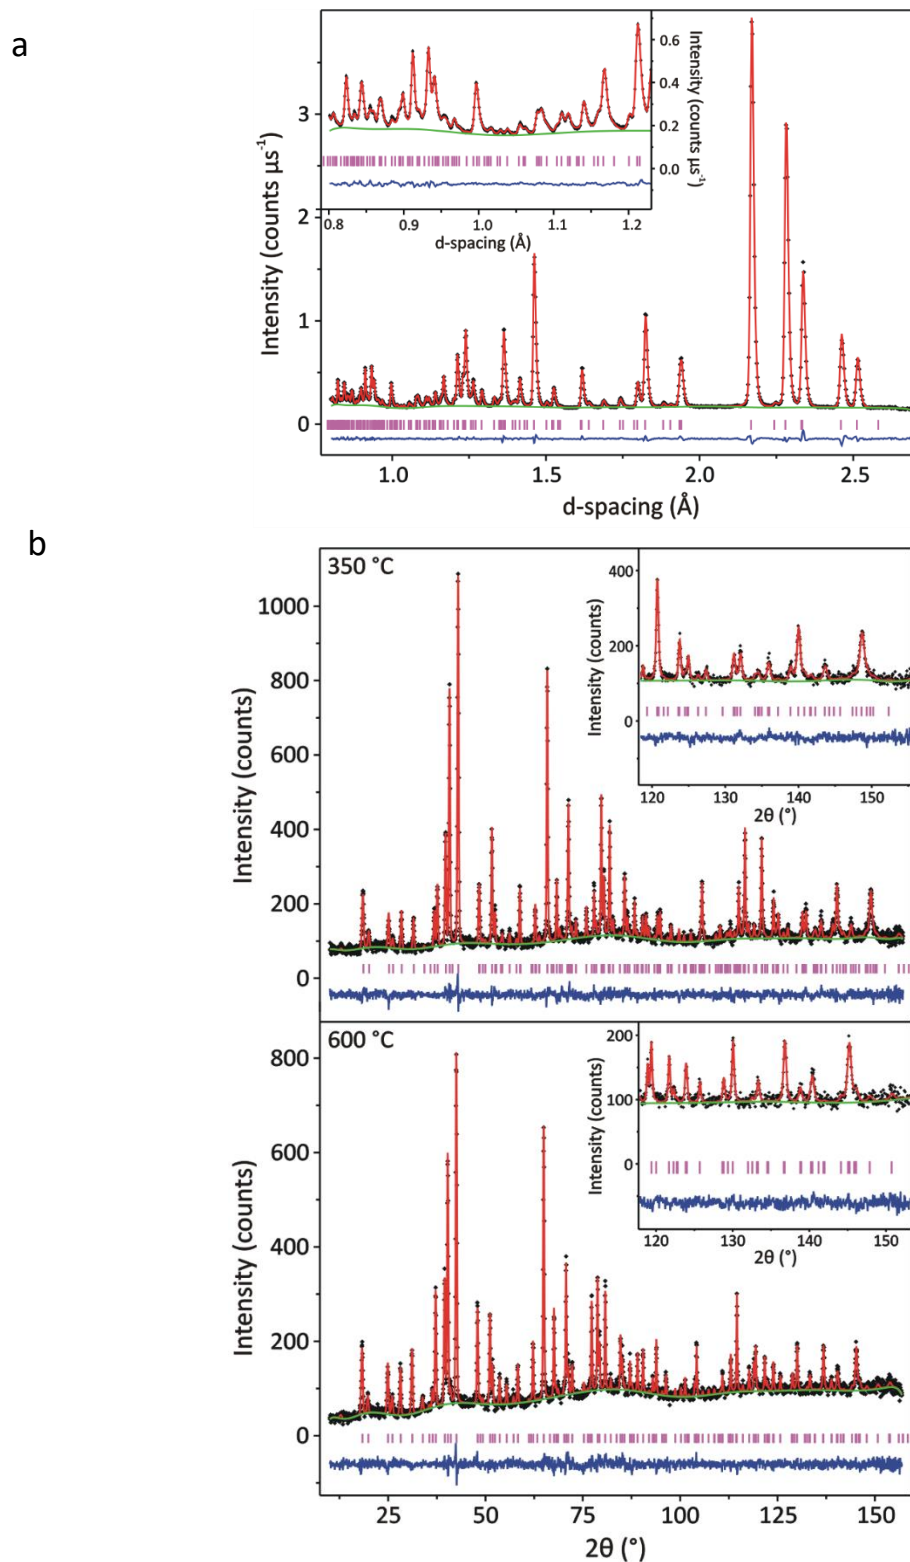 a
Intensity (counts µs⁻¹)
3
2
1
0
0.6
0.4
0.2
0.0
Intensity (counts µs⁻¹)
0.8 0.9 1.0 1.1 1.2
d-spacing (Å)
1.0 1.5 2.0 2.5
d-spacing (Å)
b
350 °C
Intensity (counts)
1000
800
600
400
200
0
Intensity (counts)
400
200
0
120 130 140 150
2θ (°)
600 °C
Intensity (counts)
800
600
400
200
0
Intensity (counts)
200
100
0
120 130 140 150
2θ (°)
25 50 75 100 125 150
2θ (°)